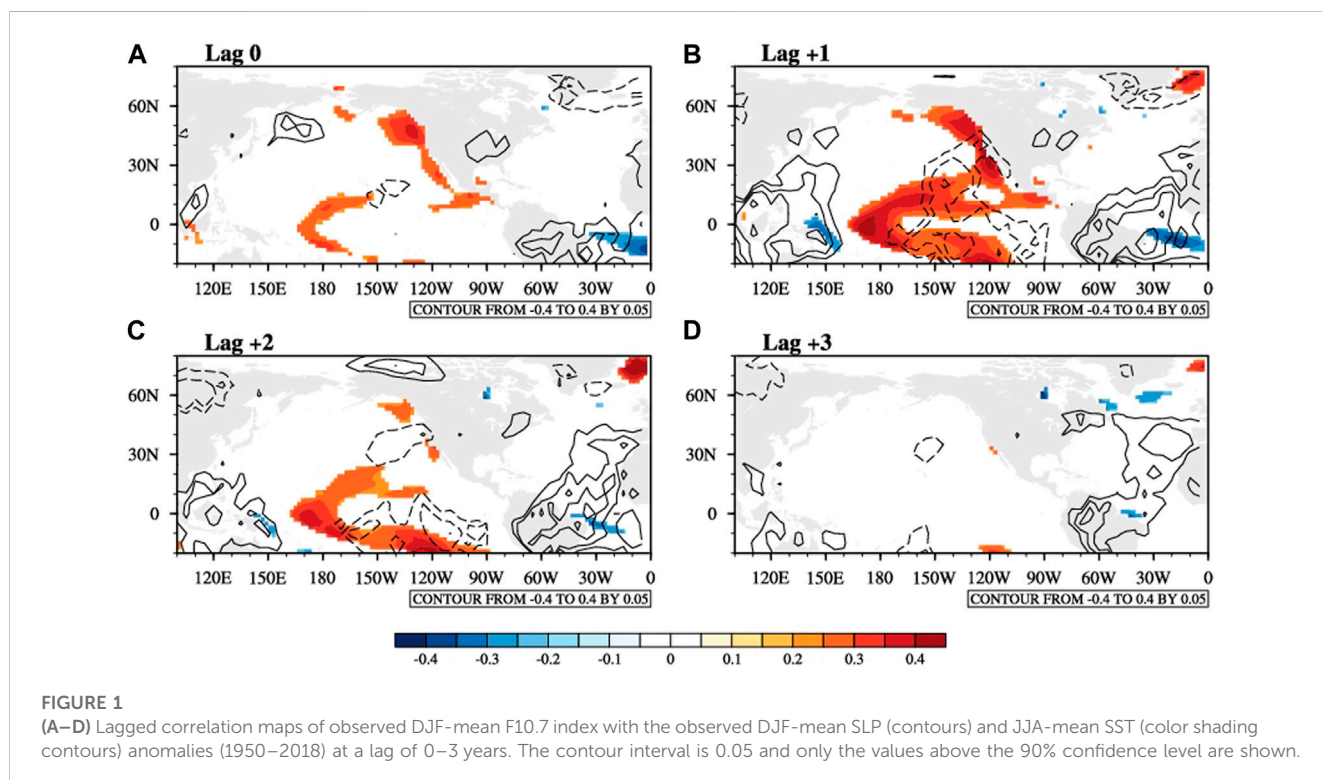 A Lag 0
B Lag +1
60N
30N
0
120E 150E 180 150W 120W 90W 60W 30W 0
CONTOUR FROM -0.4 TO 0.4 BY 0.05
60N
30N
0
120E 150E 180 150W 120W 90W 60W 30W 0
CONTOUR FROM -0.4 TO 0.4 BY 0.05
C Lag +2
D Lag +3
60N
30N
0
120E 150E 180 150W 120W 90W 60W 30W 0
CONTOUR FROM -0.4 TO 0.4 BY 0.05
60N
30N
0
120E 150E 180 150W 120W 90W 60W 30W 0
CONTOUR FROM -0.4 TO 0.4 BY 0.05
-0.4 -0.3 -0.2 -0.1 0 0.1 0.2 0.3 0.4
FIGURE 1
(A–D) Lagged correlation maps of observed DJF-mean F10.7 index with the observed DJF-mean SLP (contours) and JJA-mean SST (color shading
contours) anomalies (1950–2018) at a lag of 0–3 years. The contour interval is 0.05 and only the values above the 90% confidence level are shown.